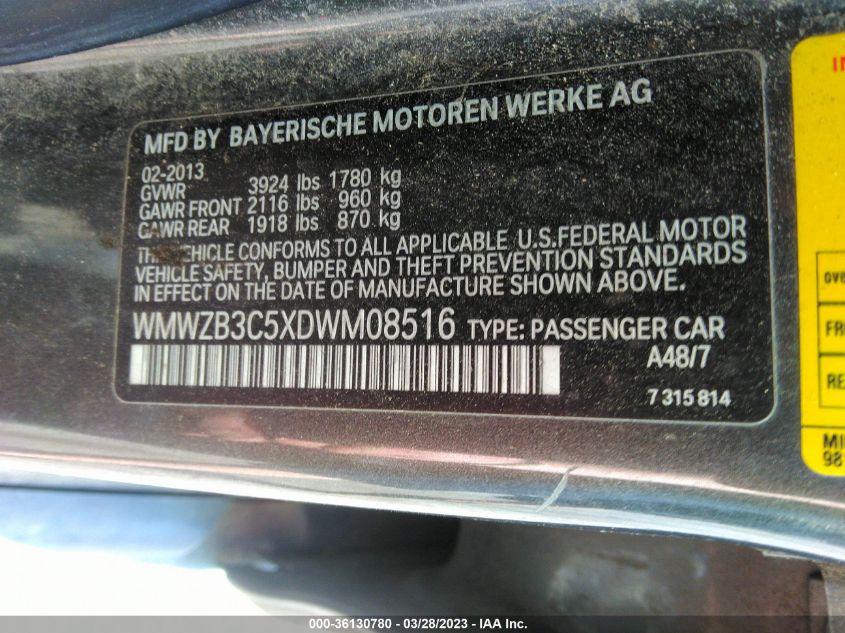 MFD BY BAYERISCHE MOTOREN WERKE AG
02-2013
GVWR 3924 lbs 1780 kg
GAWR FRONT 2116 lbs 960 kg
GAWR REAR 1918 lbs 870 kg
THIS VEHICLE CONFORMS TO ALL APPLICABLE U.S.FEDERAL MOTOR
VEHICLE SAFETY, BUMPER AND THEFT PREVENTION STANDARDS
IN EFFECT ON THE DATE OF MANUFACTURE SHOWN ABOVE.
WMWZB3C5XDWM08516 TYPE: PASSENGER CAR
A48/7
7 315 814
000-36130780 - 03/28/2023 - IAA Inc.